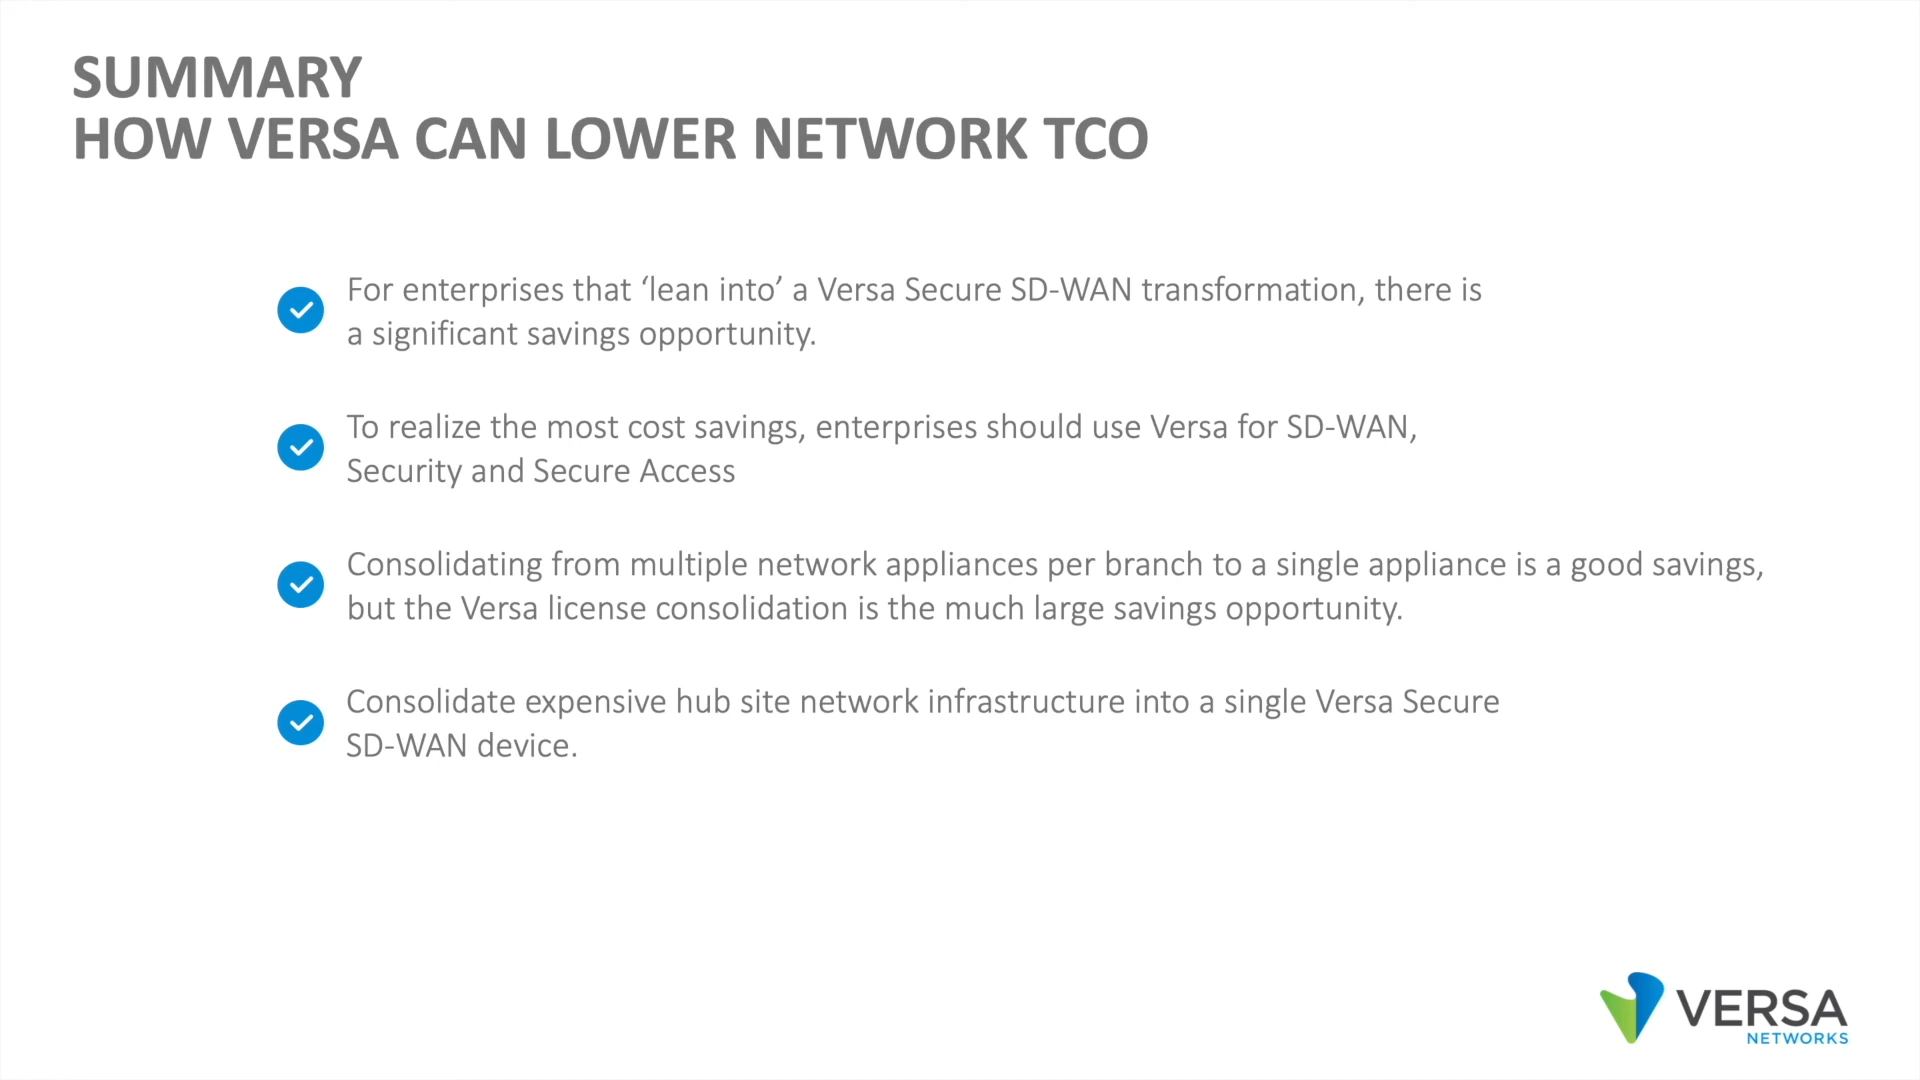 SUMMARY
HOW VERSA CAN LOWER NETWORK TCO
For enterprises that ‘lean into’ a Versa Secure SD-WAN transformation, there is
a significant savings opportunity.
To realize the most cost savings, enterprises should use Versa for SD-WAN,
Security and Secure Access
Consolidating from multiple network appliances per branch to a single appliance is a good savings,
but the Versa license consolidation is the much large savings opportunity.
Consolidate expensive hub site network infrastructure into a single Versa Secure
SD-WAN device.
VERSA
NETWORKS